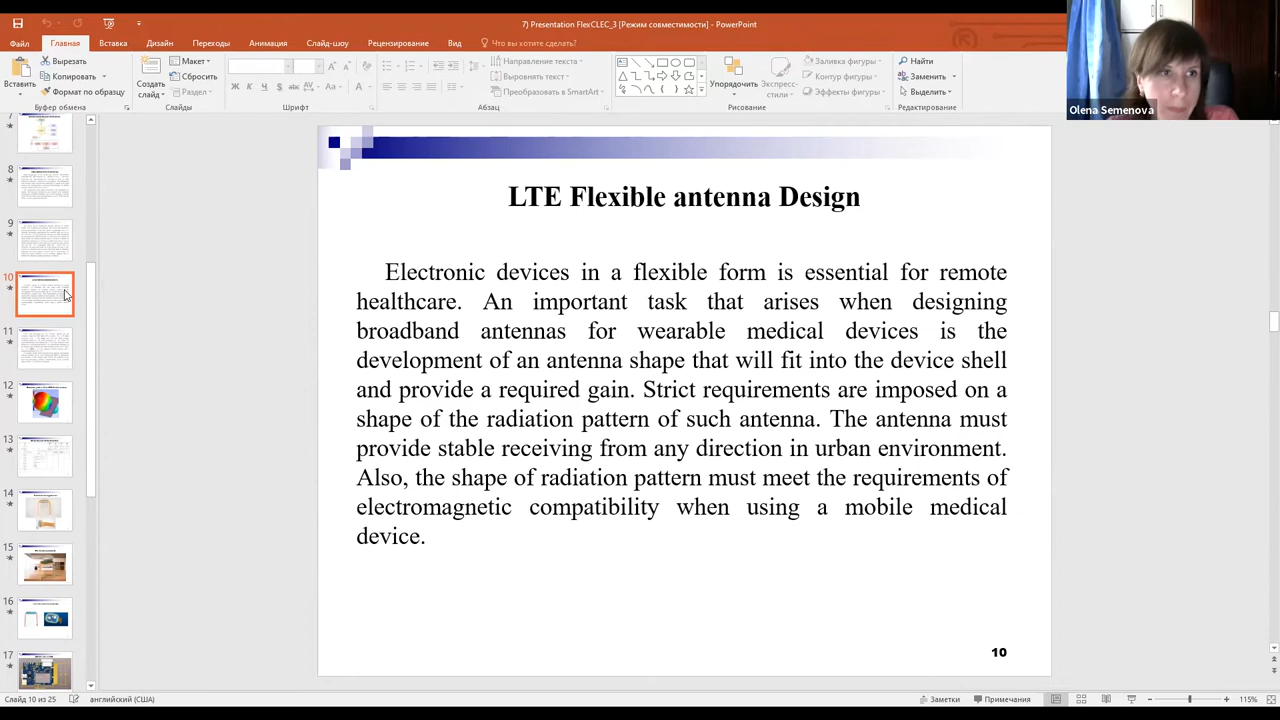 7) Presentation FlexCLEC_3 [Режим совместимости] - PowerPoint
Файл Главная Вставка Дизайн Переходы Анимация Слайд-шоу Рецензирование Вид Что вы хотите сделать?
Вставить
Вырезать
Копировать
Формат по образцу
Буфер обмена
Создать слайд
Макет
Сбросить
Раздел
Слайды
Шрифт
Направление текста
Выровнять текст
Преобразовать в SmartArt
Абзац
Упорядочить
Экспресс-стили
Заливка фигуры
Контур фигуры
Эффекты фигуры
Рисование
Найти
Заменить
Выделить
Редактирование
Olena Semenova
8
9
10
11
12
13
14
15
16
17
LTE Flexible antenna Design
Electronic devices in a flexible form is essential for remote
healthcare. An important task that arises when designing
broadband antennas for wearable medical devices is the
development of an antenna shape that will fit into the device shell
and provide a required gain. Strict requirements are imposed on a
shape of the radiation pattern of such antenna. The antenna must
provide stable receiving from any direction in urban environment.
Also, the shape of radiation pattern must meet the requirements of
electromagnetic compatibility when using a mobile medical
device.
10
Слайд 10 из 25 английский (США) Заметки Примечания 115%